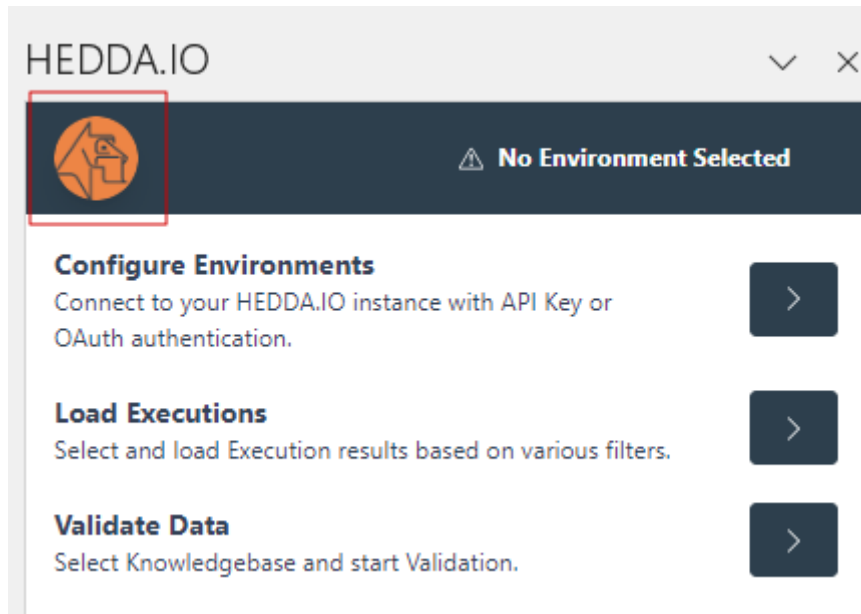 HEDDA.IO
No Environment Selected
Configure Environments
Connect to your HEDDA.IO instance with API Key or
OAuth authentication.
Load Executions
Select and load Execution results based on various filters.
Validate Data
Select Knowledgebase and start Validation.